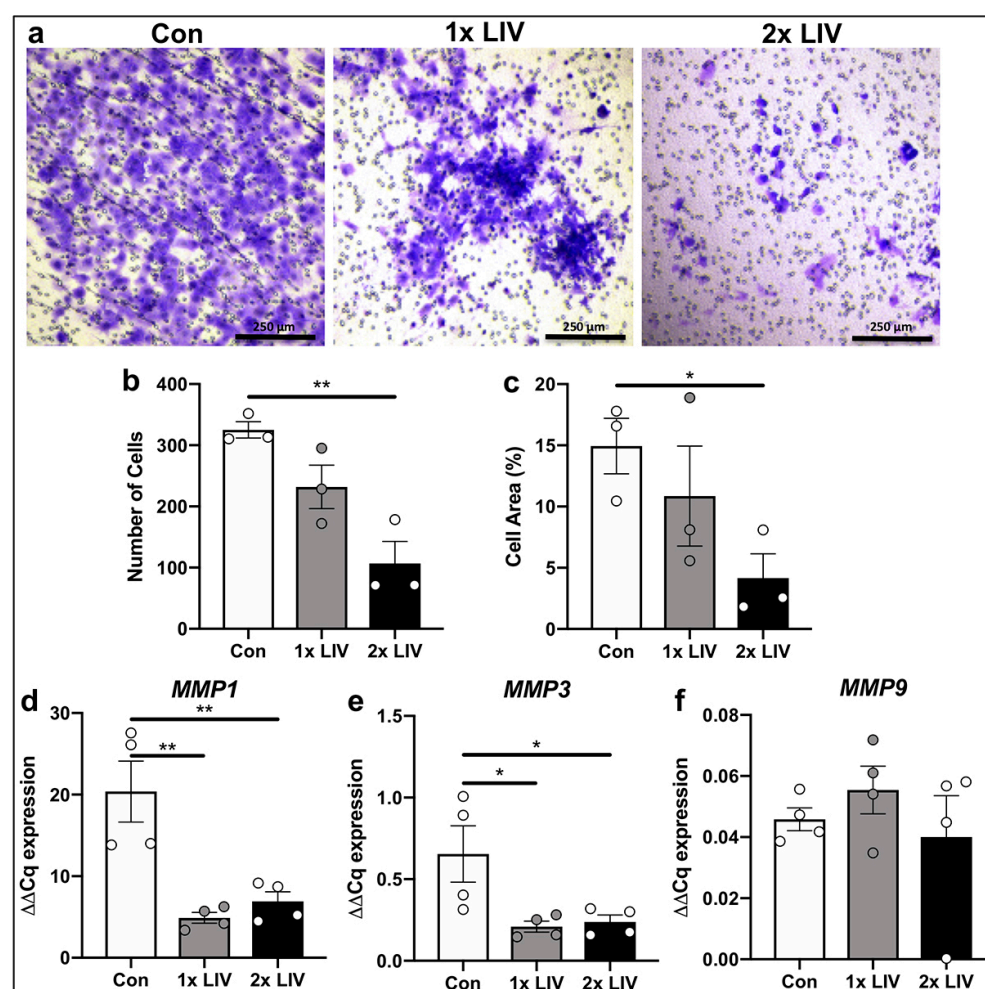 a
Con
1x LIV
2x LIV
250 µm
250 µm
250 µm
b
400
300
200
100
0
Number of Cells
**
Con
1x LIV
2x LIV
c
20
15
10
5
0
Cell Area (%)
*
Con
1x LIV
2x LIV
d
MMP1
30
20
10
0
ΔΔCq expression
**
**
Con
1x LIV
2x LIV
e
MMP3
1.5
1.0
0.5
0.0
ΔΔCq expression
*
*
Con
1x LIV
2x LIV
f
MMP9
0.08
0.06
0.04
0.02
0.00
ΔΔCq expression
Con
1x LIV
2x LIV